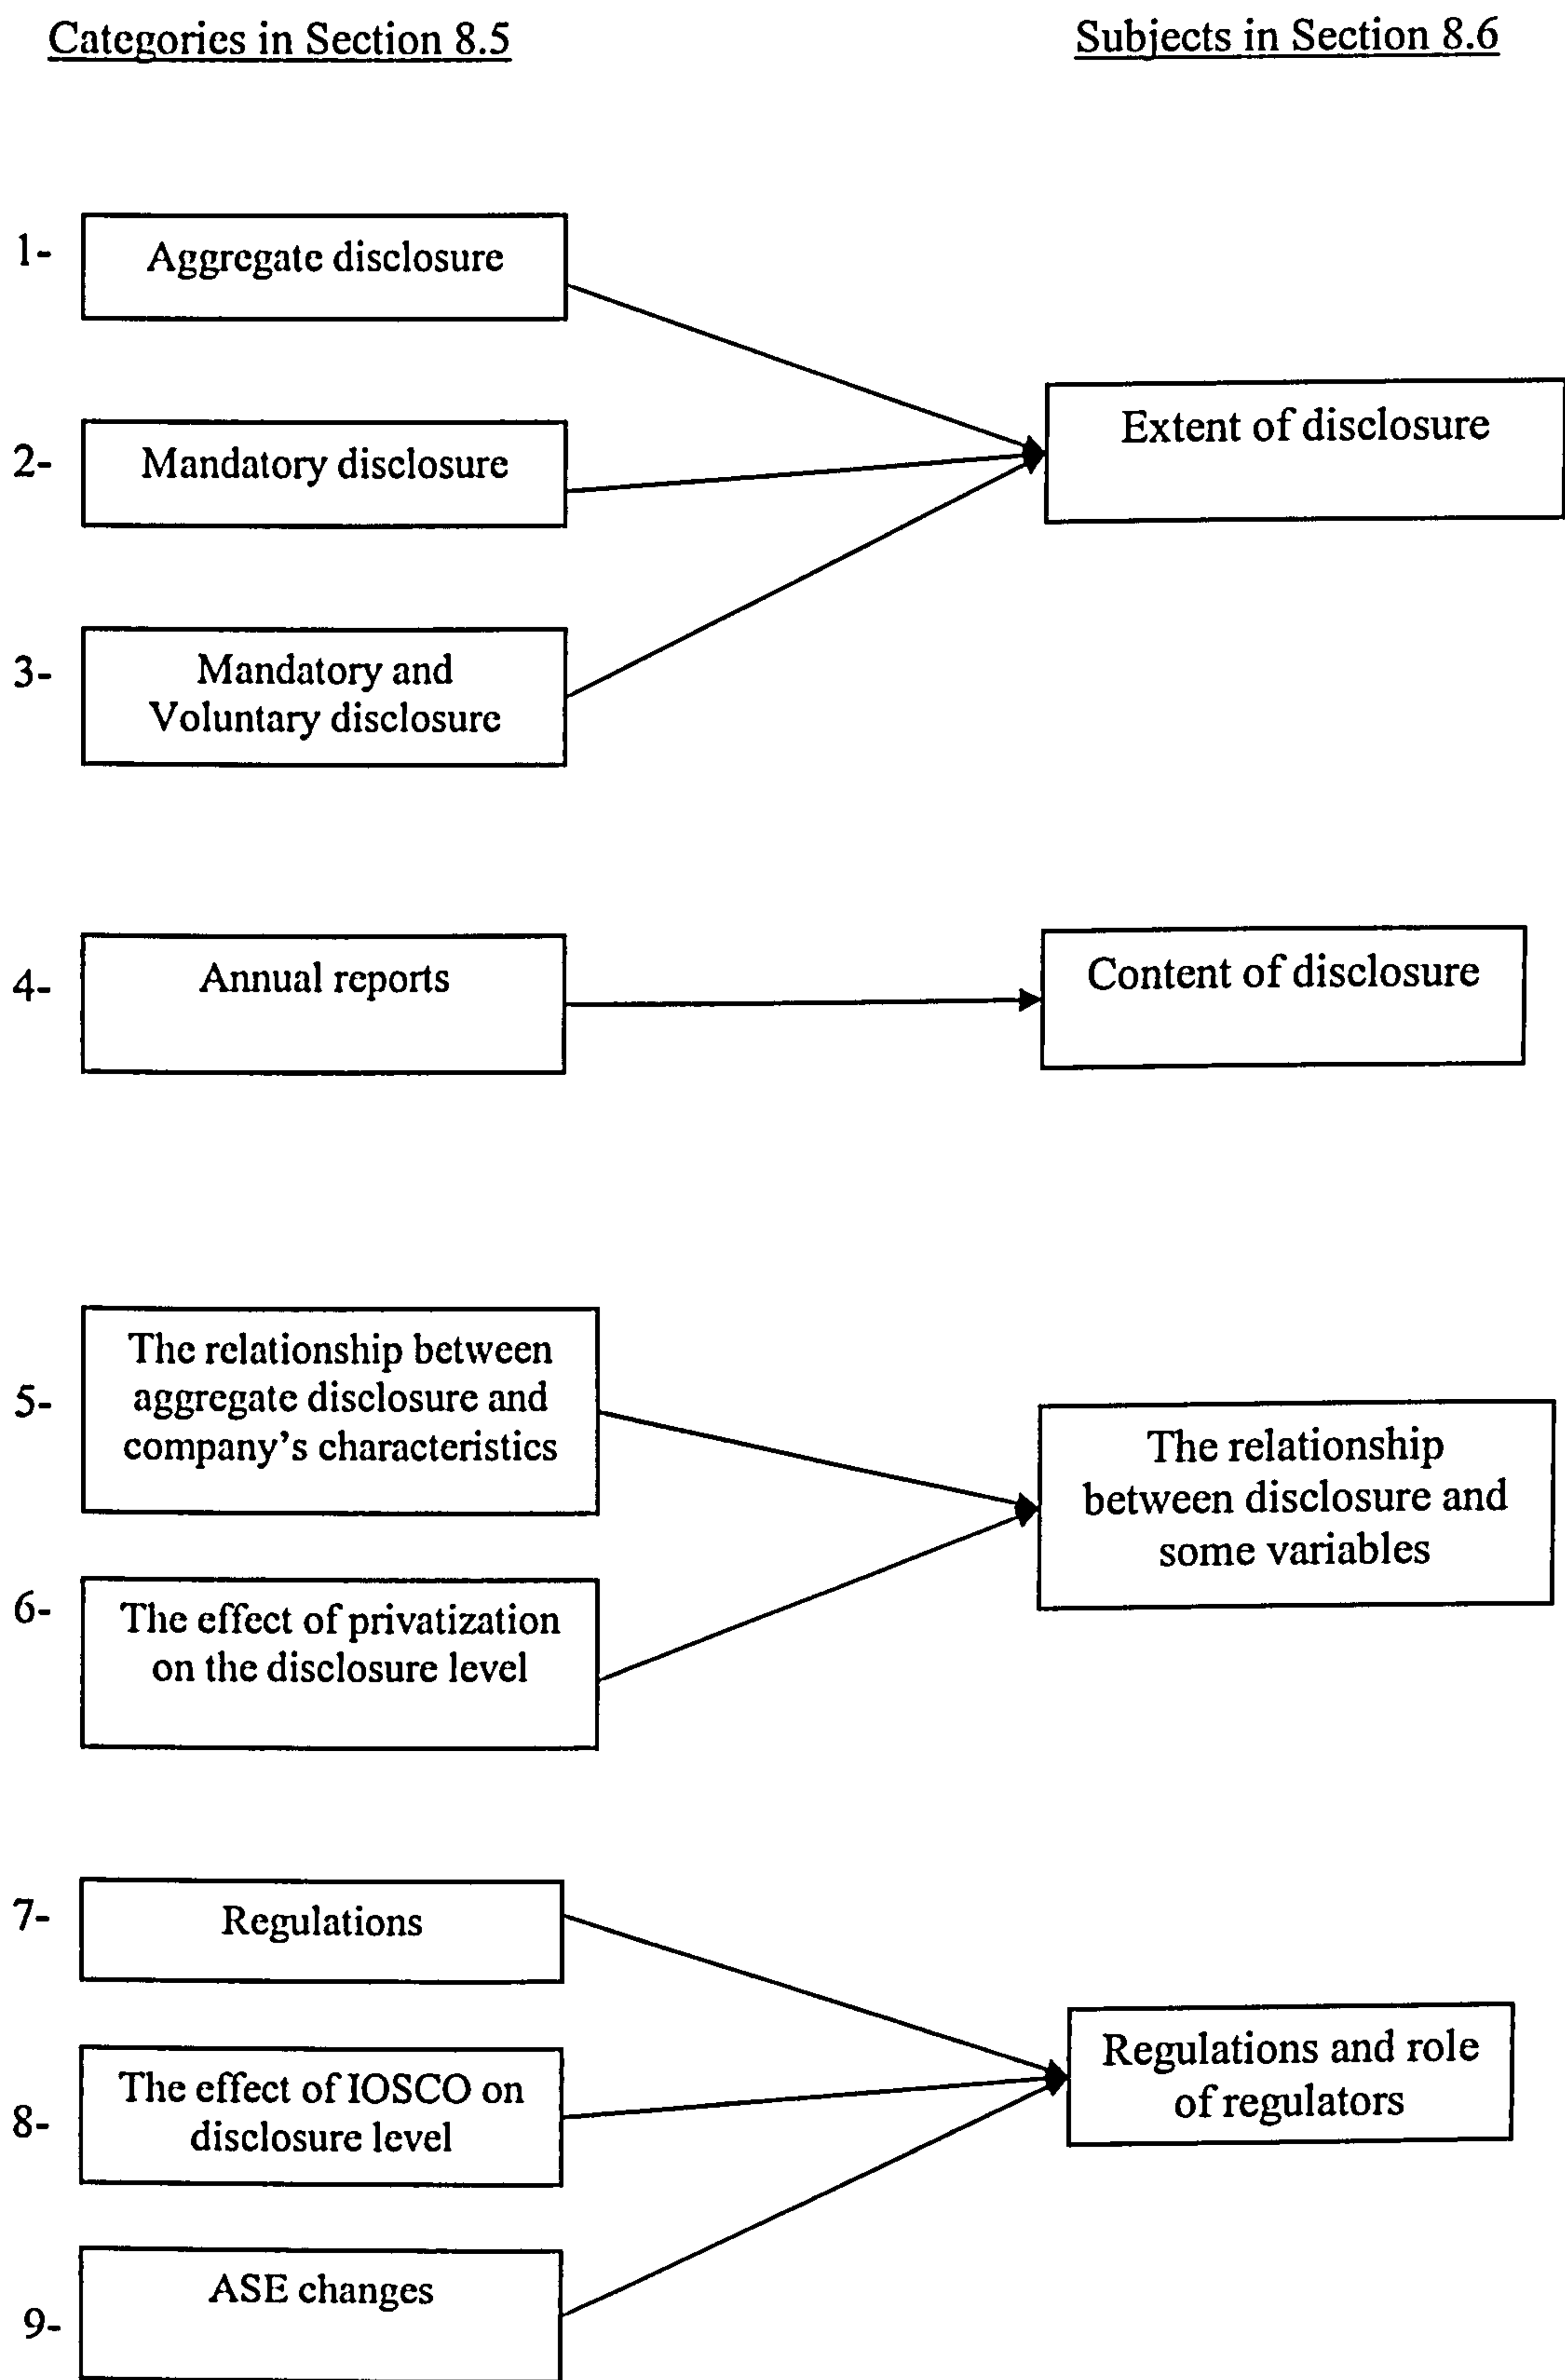 Categories in Section 8.5
Subjects in Section 8.6
1-
Aggregate disclosure
2-
Mandatory disclosure
3-
Mandatory and
Voluntary disclosure
Extent of disclosure
4-
Annual reports
Content of disclosure
5-
The relationship between
aggregate disclosure and
company's characteristics
6-
The effect of privatization
on the disclosure level
The relationship
between disclosure and
some variables
7-
Regulations
8-
The effect of IOSCO on
disclosure level
9-
ASE changes
Regulations and role
of regulators